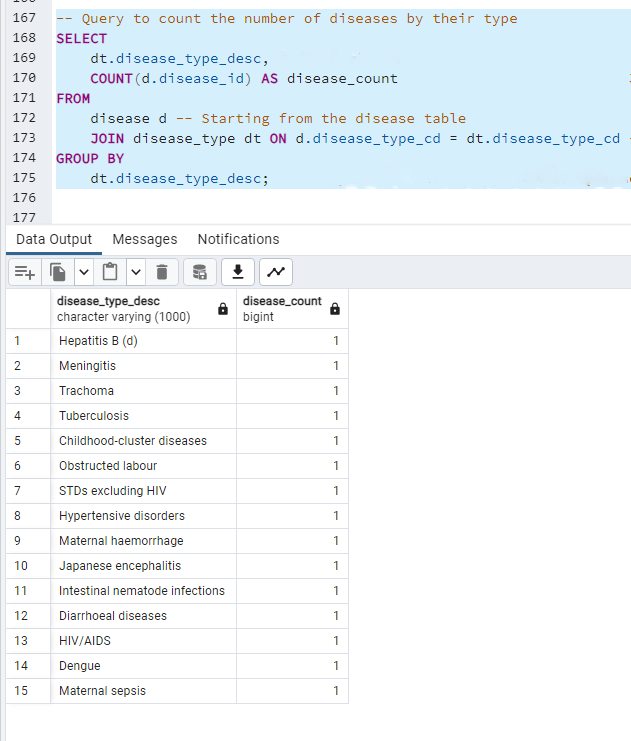 167 -- Query to count the number of diseases by their type
168 SELECT
169 dt.disease_type_desc,
170 COUNT(d.disease_id) AS disease_count
171 FROM
172 disease d -- Starting from the disease table
173 JOIN disease_type dt ON d.disease_type_cd = dt.disease_type_cd
174 GROUP BY
175 dt.disease_type_desc;
176
177
Data Output Messages Notifications
disease_type_desc disease_count
character varying (1000) bigint
1 Hepatitis B (d) 1
2 Meningitis 1
3 Trachoma 1
4 Tuberculosis 1
5 Childhood-cluster diseases 1
6 Obstructed labour 1
7 STDs excluding HIV 1
8 Hypertensive disorders 1
9 Maternal haemorrhage 1
10 Japanese encephalitis 1
11 Intestinal nematode infections 1
12 Diarrhoeal diseases 1
13 HIV/AIDS 1
14 Dengue 1
15 Maternal sepsis 1